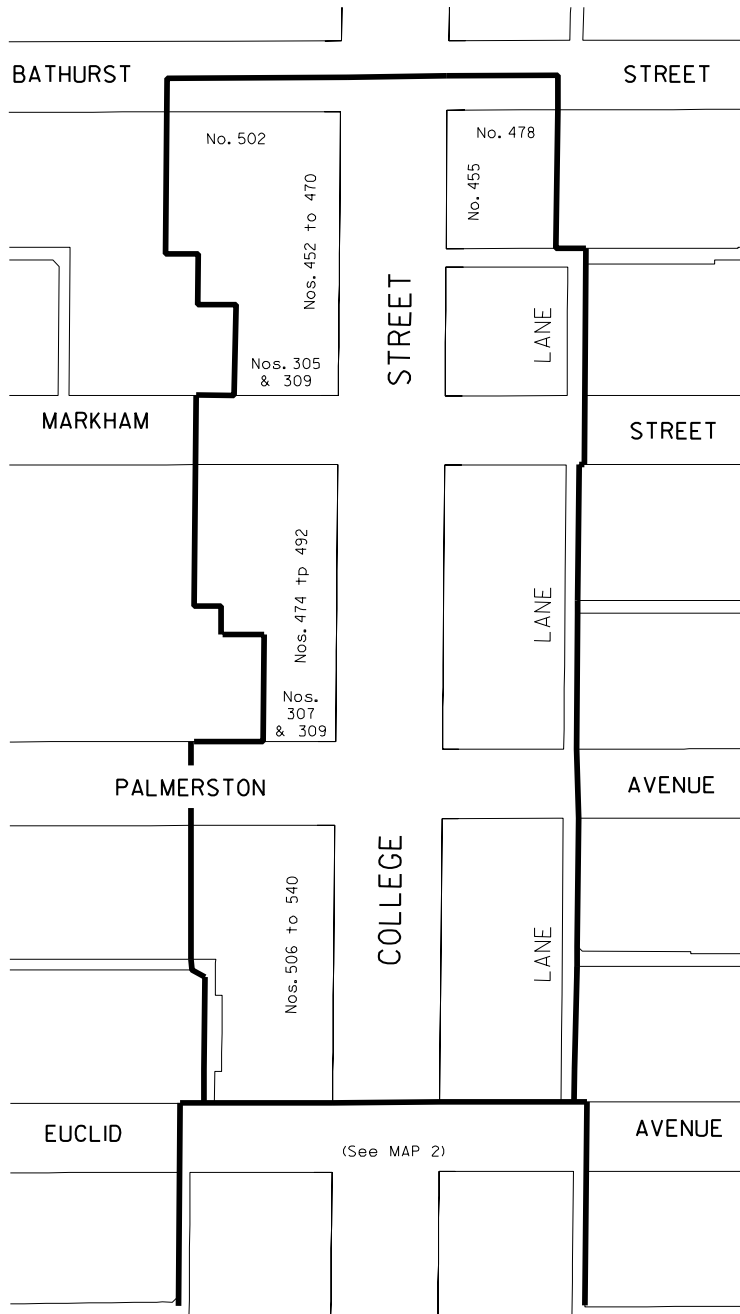 BATHURST STREET
No. 502
No. 478
No. 455
Nos. 452 to 470
STREET
LANE
Nos. 305
& 309
MARKHAM STREET
Nos. 474 tp 492
LANE
Nos.
307
& 309
PALMERSTON AVENUE
COLLEGE
Nos. 506 to 540
LANE
EUCLID AVENUE
(See MAP 2)